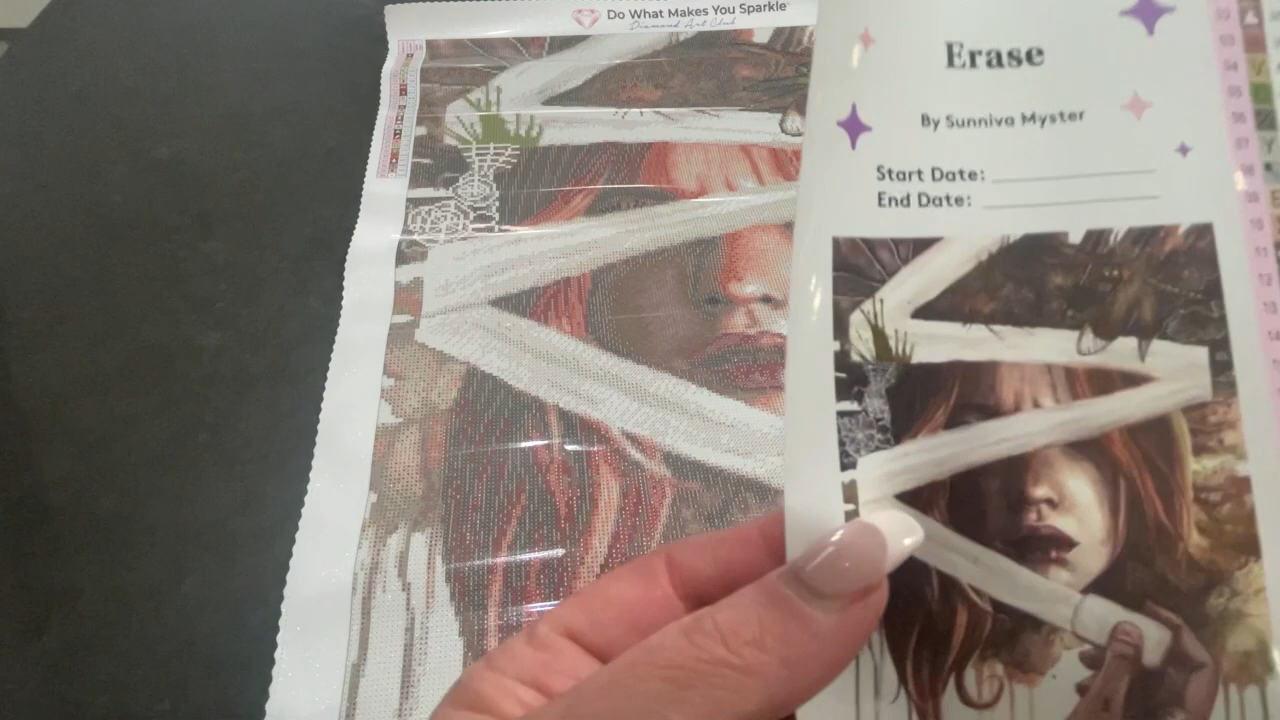 Do What Makes You Sparkle
Diamond Art Club
Erase
By Sunniva Myster
Start Date:
End Date: